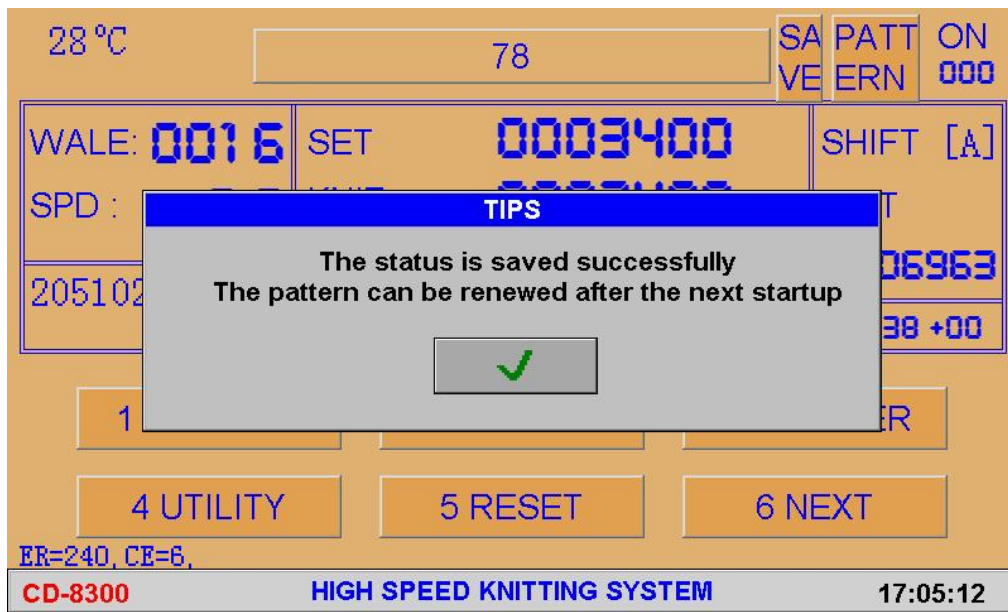 28℃
78
SA
VE
PATT
ERN
ON
000
WALE: 0016
SET 0003400
SHIFT [A]
SPD :
TIPS
The status is saved successfully
The pattern can be renewed after the next startup
205102
06963
38 +00
1
ER
4 UTILITY
5 RESET
6 NEXT
ER=240, CE=6,
CD-8300
HIGH SPEED KNITTING SYSTEM
17:05:12